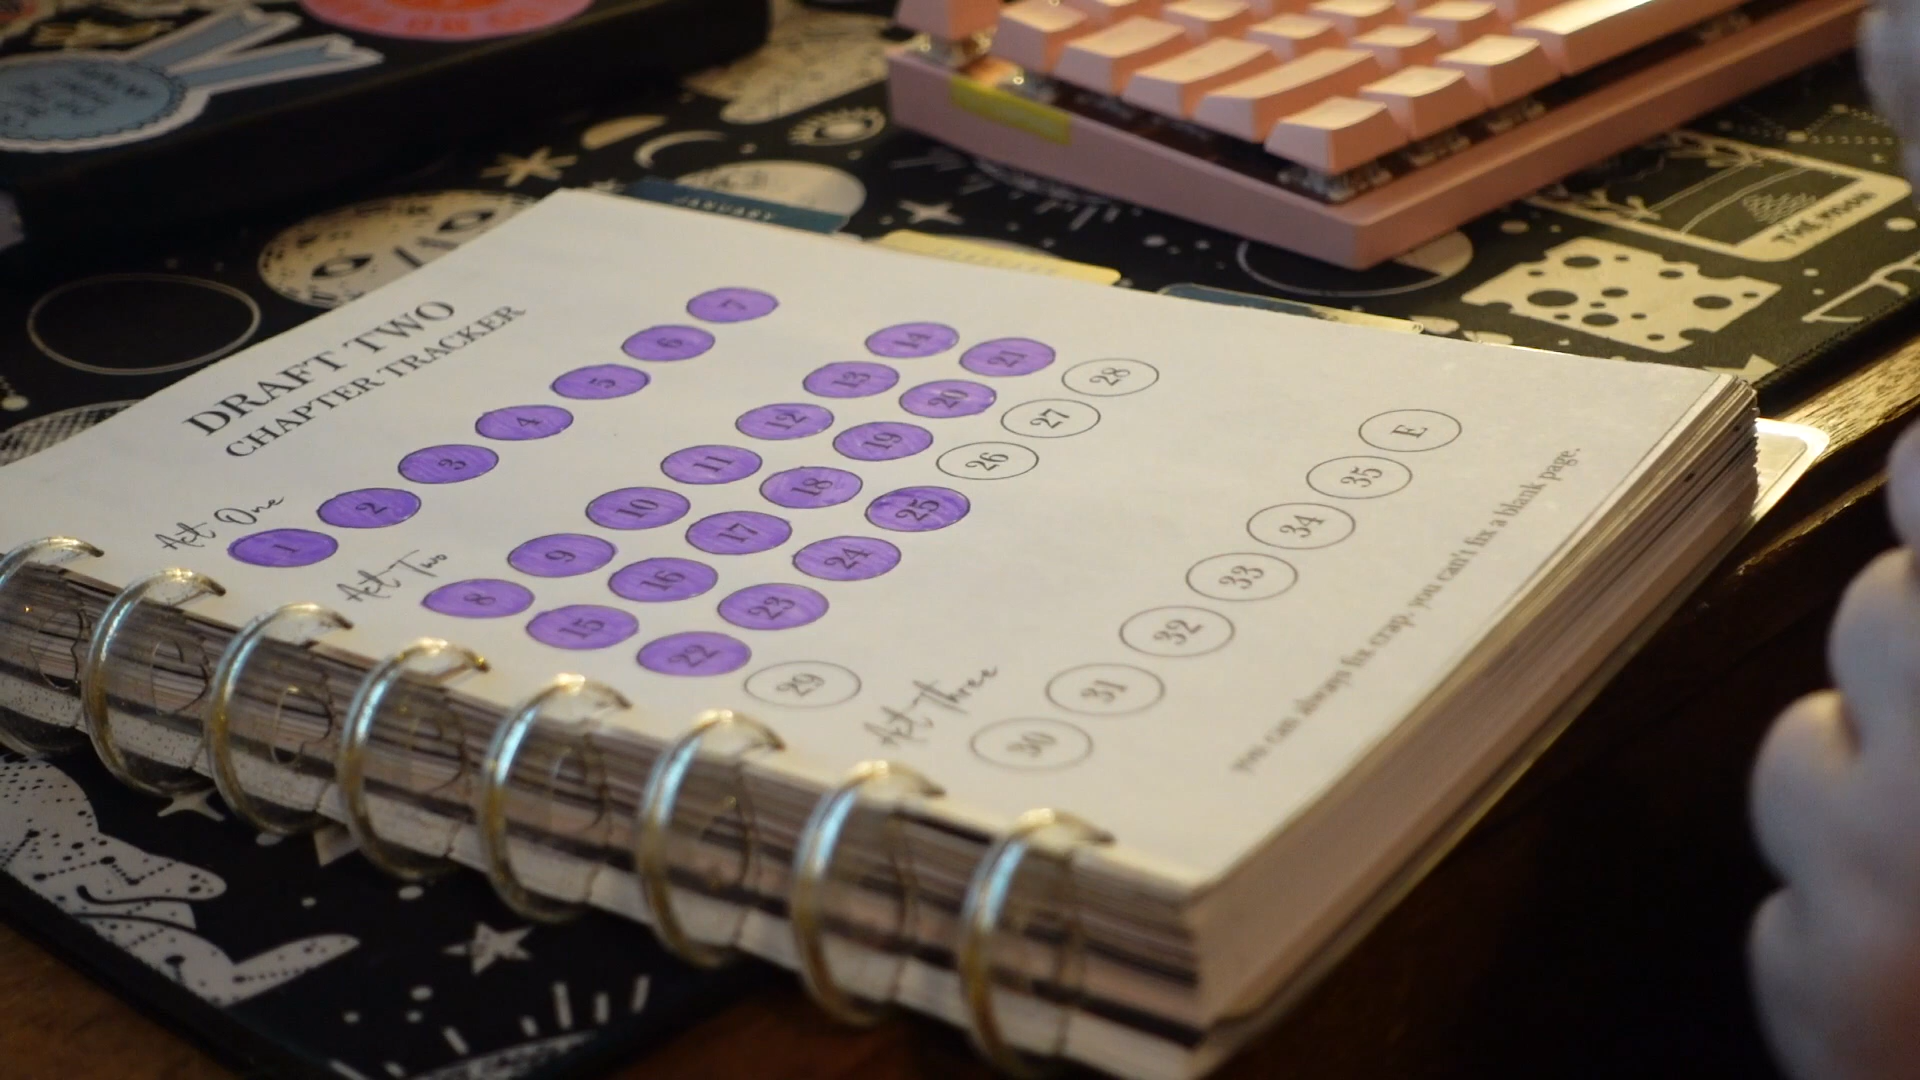 DRAFT TWO
CHAPTER TRACKER
Act One
1 2 3 4 5 6 7
Act Two
8 9 10 11 12 13 14
15 16 17 18 19 20 21
22 23 24 25 26 27 28
29
Act Three
30 31 32 33 34 35 E
you can always fix crap. you can't fix a blank page.
JANUARY
THE MOON